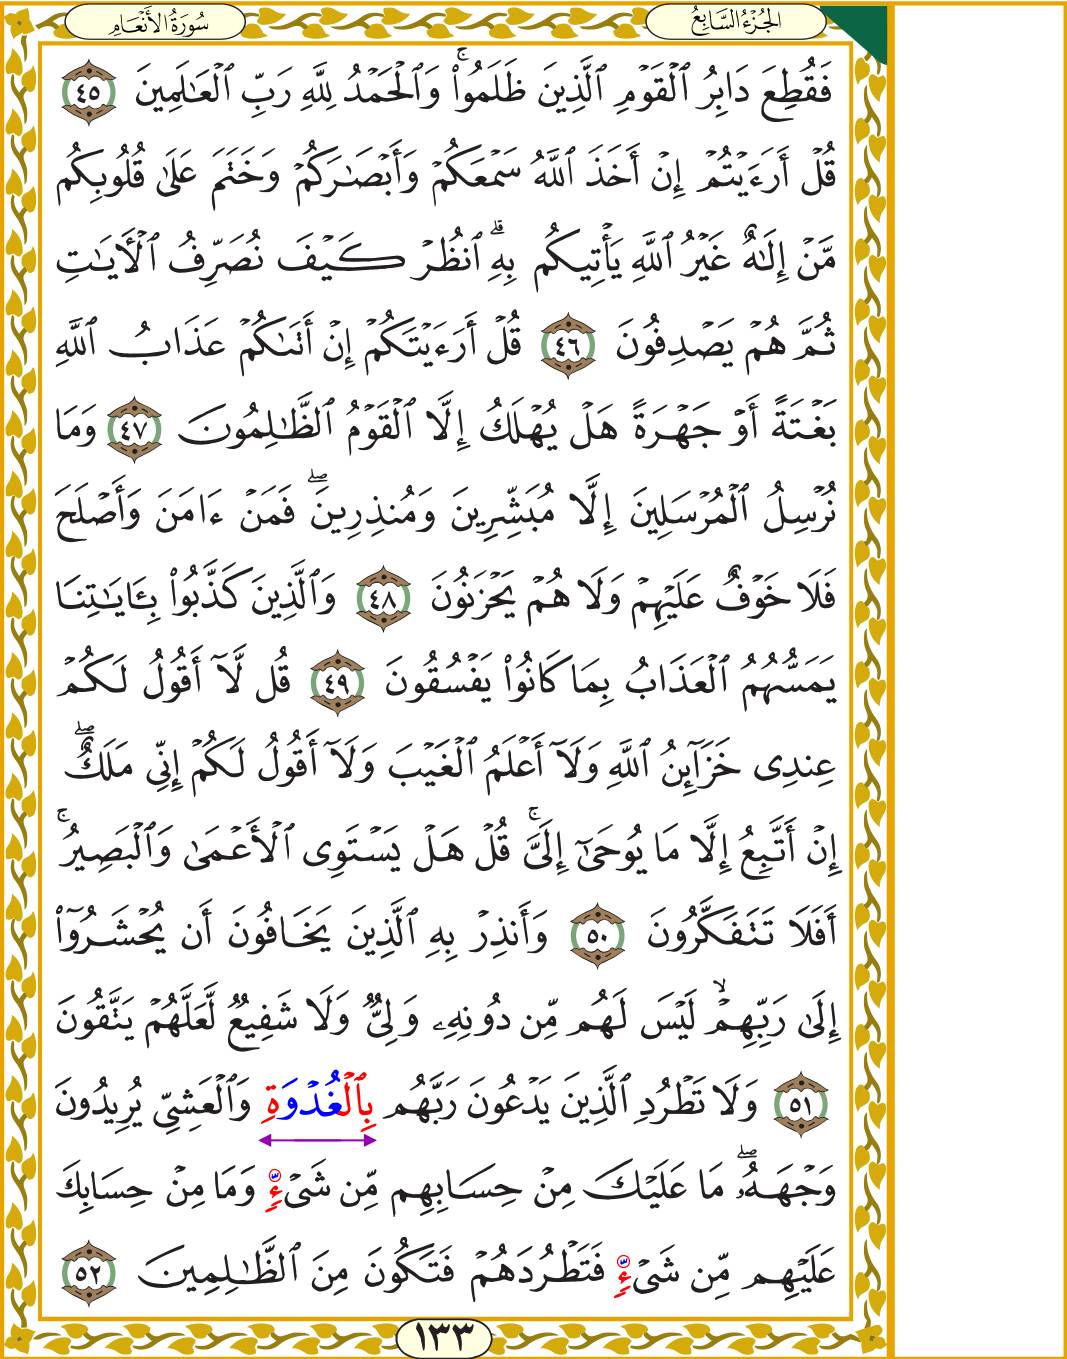 الجُزْءُ السَّابِعُ
سُورَةُ الأَنْعَامِ
فَقُطِعَ دَابِرُ ٱلْقَوْمِ ٱلَّذِينَ ظَلَمُوا۟ۚ وَٱلْحَمْدُ لِلَّهِ رَبِّ ٱلْعَـٰلَمِينَ ٤٥
قُلْ أَرَءَيْتُمْ إِنْ أَخَذَ ٱللَّهُ سَمْعَكُمْ وَأَبْصَـٰرَكُمْ وَخَتَمَ عَلَىٰ قُلُوبِكُم
مَّنْ إِلَـٰهٌ غَيْرُ ٱللَّهِ يَأْتِيكُم بِهِۗ ٱنظُرْ كَيْفَ نُصَرِّفُ ٱلْـَٔايَـٰتِ
ثُمَّ هُمْ يَصْدِفُونَ ٤٦ قُلْ أَرَءَيْتَكُمْ إِنْ أَتَىٰكُمْ عَذَابُ ٱللَّهِ
بَغْتَةً أَوْ جَهْرَةً هَلْ يُهْلَكُ إِلَّا ٱلْقَوْمُ ٱلظَّـٰلِمُونَ ٤٧ وَمَا
نُرْسِلُ ٱلْمُرْسَلِينَ إِلَّا مُبَشِّرِينَ وَمُنذِرِينَۖ فَمَنْ ءَامَنَ وَأَصْلَحَ
فَلَا خَوْفٌ عَلَيْهِمْ وَلَا هُمْ يَحْزَنُونَ ٤٨ وَٱلَّذِينَ كَذَّبُوا۟ بِـَٔايَـٰتِنَا
يَمَسُّهُمُ ٱلْعَذَابُ بِمَا كَانُوا۟ يَفْسُقُونَ ٤٩ قُل لَّآ أَقُولُ لَكُمْ
عِندِى خَزَآئِنُ ٱللَّهِ وَلَآ أَعْلَمُ ٱلْغَيْبَ وَلَآ أَقُولُ لَكُمْ إِنِّى مَلَكٌۖ
إِنْ أَتَّبِعُ إِلَّا مَا يُوحَىٰٓ إِلَىَّۚ قُلْ هَلْ يَسْتَوِى ٱلْأَعْمَىٰ وَٱلْبَصِيرُۚ
أَفَلَا تَتَفَكَّرُونَ ٥٠ وَأَنذِرْ بِهِ ٱلَّذِينَ يَخَافُونَ أَن يُحْشَرُوٓا۟
إِلَىٰ رَبِّهِمْۙ لَيْسَ لَهُم مِّن دُونِهِۦ وَلِىٌّ وَلَا شَفِيعٌ لَّعَلَّهُمْ يَتَّقُونَ
٥١ وَلَا تَطْرُدِ ٱلَّذِينَ يَدْعُونَ رَبَّهُم بِٱلْغُدْوَةِ وَٱلْعَشِىِّ يُرِيدُونَ
وَجْهَهُۥۖ مَا عَلَيْكَ مِنْ حِسَابِهِم مِّن شَىْءٍ وَمَا مِنْ حِسَابِكَ
عَلَيْهِم مِّن شَىْءٍ فَتَطْرُدَهُمْ فَتَكُونَ مِنَ ٱلظَّـٰلِمِينَ ٥٢
١٣٣